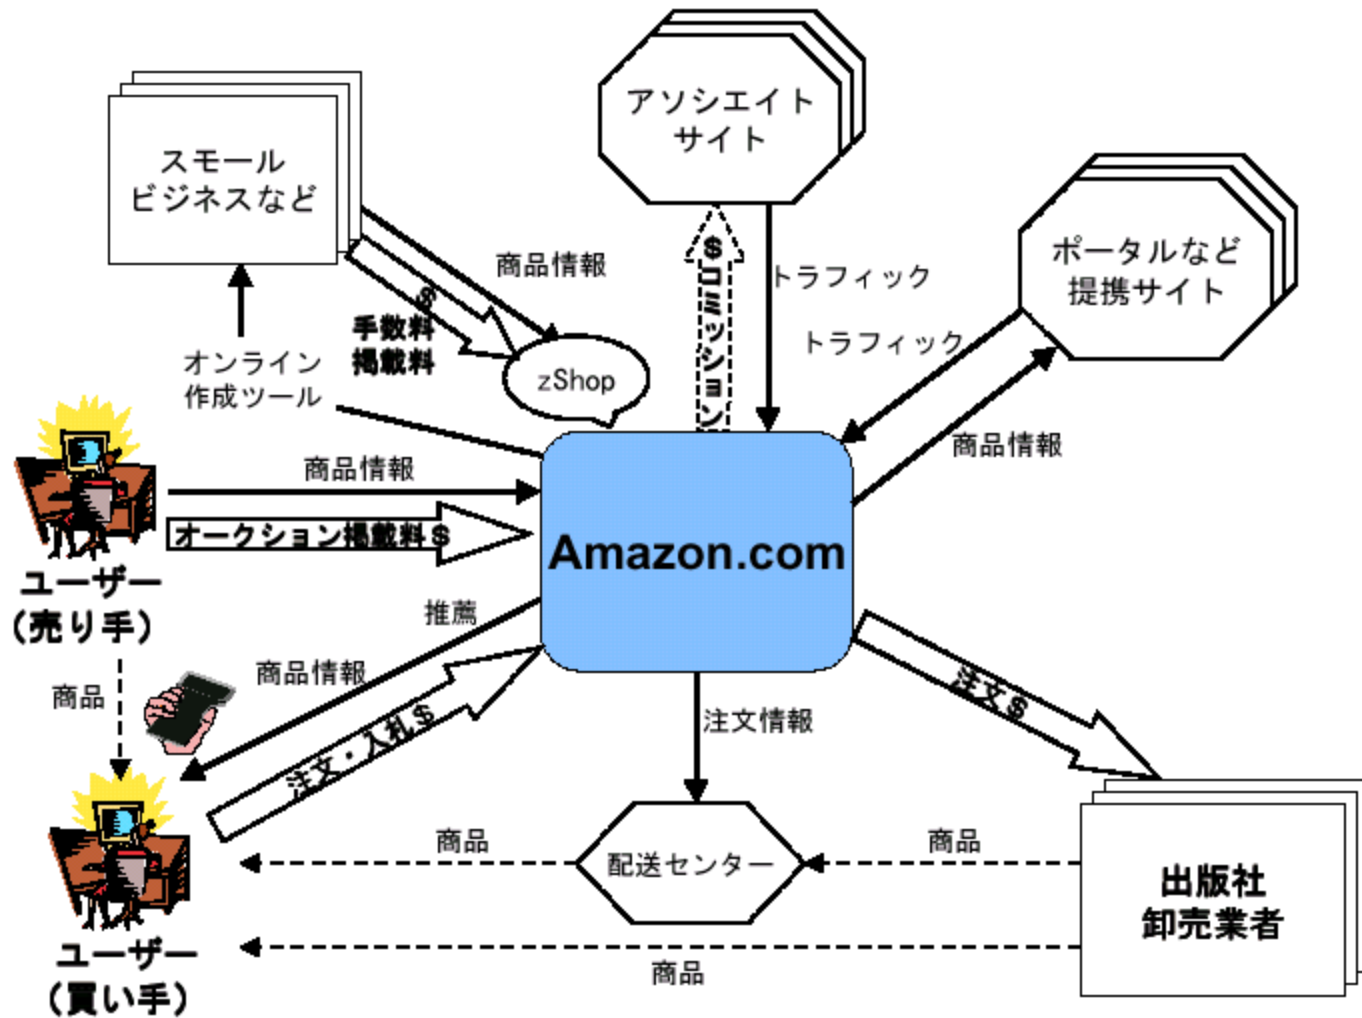 アソシエイト
サイト
スモール
ビジネスなど
ポータルなど
提携サイト
商品情報
$
手数料
掲載料
$コミッション
トラフィック
トラフィック
オンライン
作成ツール
zShop
商品情報
商品情報
オークション掲載料$
Amazon.com
ユーザー
(売り手)
推薦
商品情報
商品
注文・入札$
注文情報
注文$
商品
商品
配送センター
出版社
卸売業者
ユーザー
(買い手)
商品